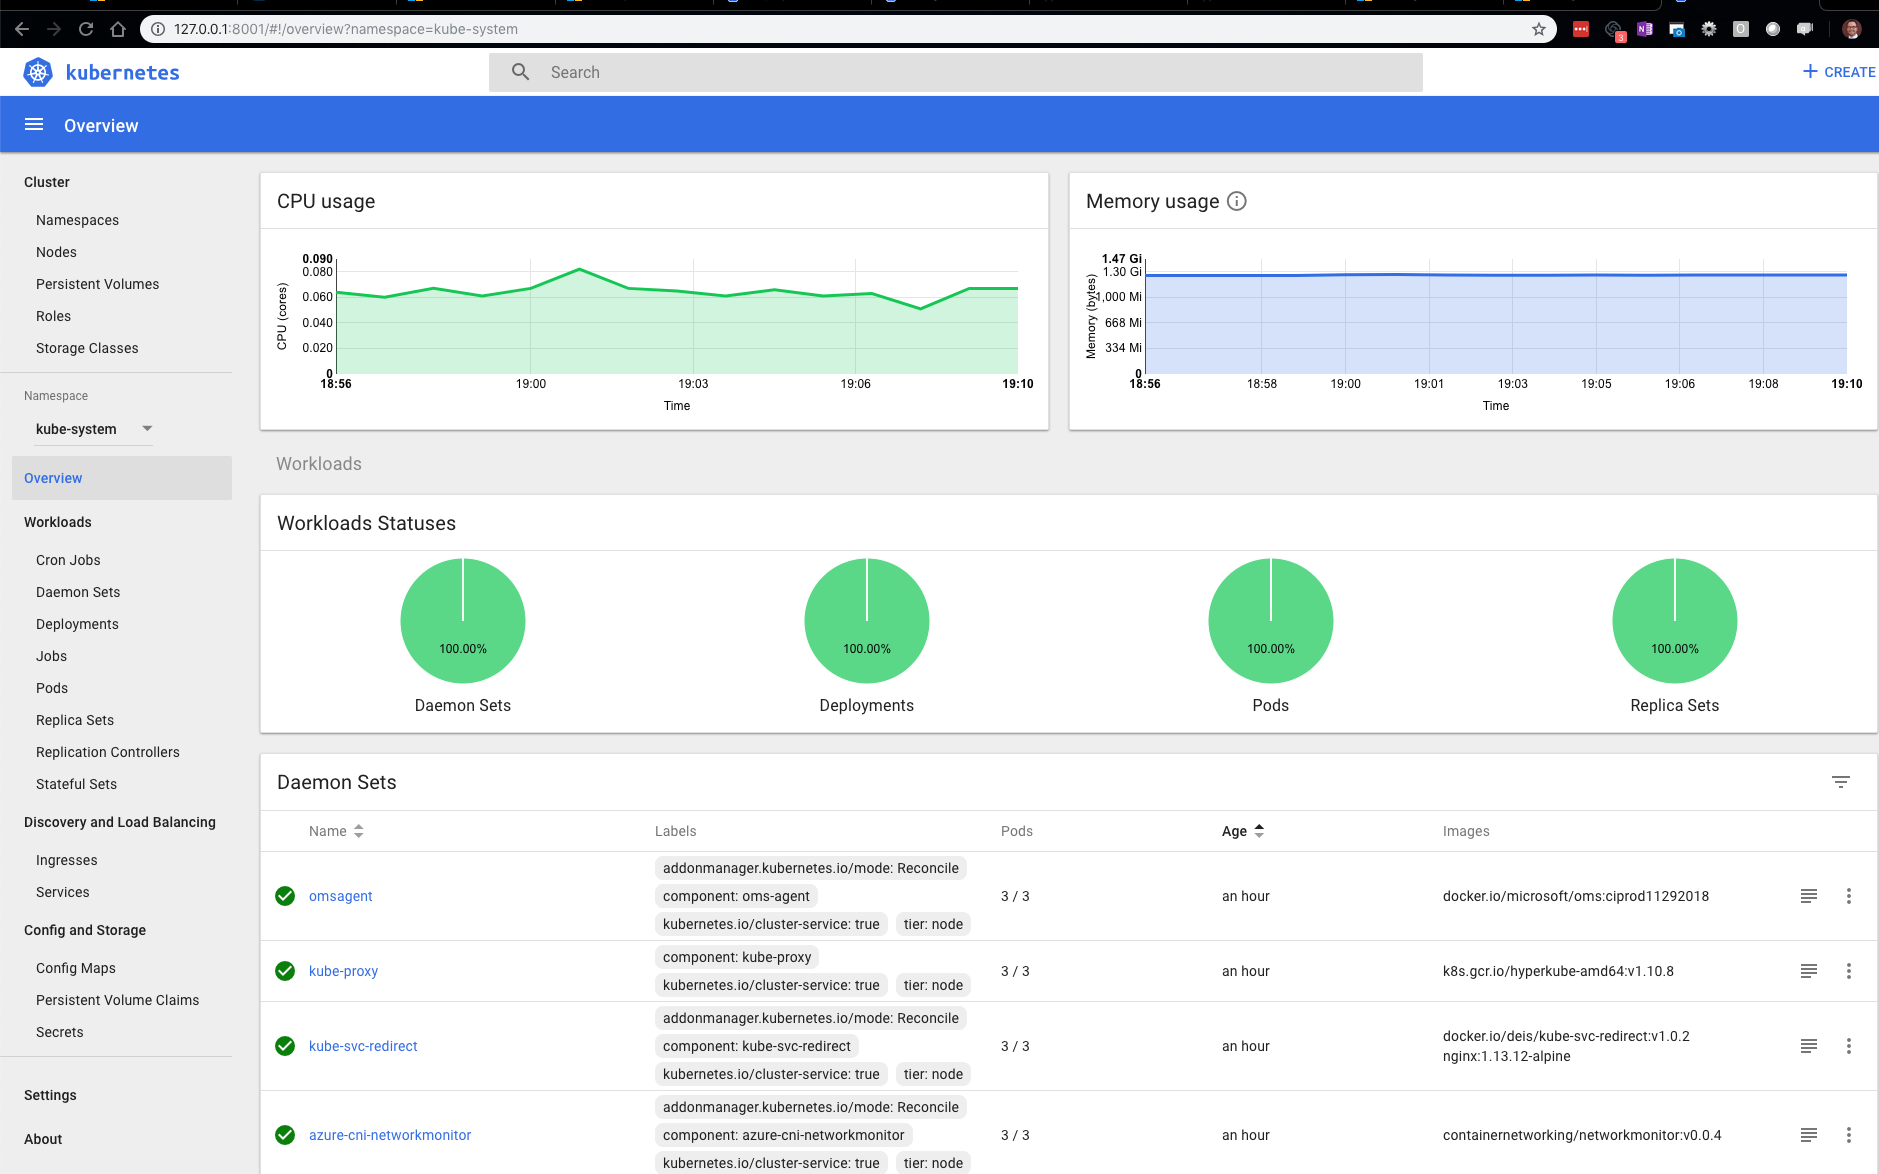 127.0.0.1:8001/#!/overview?namespace=kube-system
3
N
O
kubernetes
Search
+ CREATE
Overview
Cluster
Namespaces
Nodes
Persistent Volumes
Roles
Storage Classes
Namespace
kube-system
Overview
Workloads
Cron Jobs
Daemon Sets
Deployments
Jobs
Pods
Replica Sets
Replication Controllers
Stateful Sets
Discovery and Load Balancing
Ingresses
Services
Config and Storage
Config Maps
Persistent Volume Claims
Secrets
Settings
About
CPU usage
CPU (cores)
0.090
0.080
0.060
0.040
0.020
0
18:56 19:00 19:03 19:06 19:10
Time
Memory usage
Memory (bytes)
1.47 Gi
1.30 Gi
1,000 Mi
668 Mi
334 Mi
0
18:56 18:58 19:00 19:01 19:03 19:05 19:06 19:08 19:10
Time
Workloads
Workloads Statuses
100.00% 100.00% 100.00% 100.00%
Daemon Sets Deployments Pods Replica Sets
Daemon Sets
Name Labels Pods Age Images
addonmanager.kubernetes.io/mode: Reconcile
omsagent component: oms-agent 3 / 3 an hour docker.io/microsoft/oms:ciprod11292018
kubernetes.io/cluster-service: true tier: node
component: kube-proxy
kube-proxy 3 / 3 an hour k8s.gcr.io/hyperkube-amd64:v1.10.8
kubernetes.io/cluster-service: true tier: node
addonmanager.kubernetes.io/mode: Reconcile
kube-svc-redirect component: kube-svc-redirect 3 / 3 an hour docker.io/deis/kube-svc-redirect:v1.0.2
nginx:1.13.12-alpine
kubernetes.io/cluster-service: true tier: node
addonmanager.kubernetes.io/mode: Reconcile
azure-cni-networkmonitor component: azure-cni-networkmonitor 3 / 3 an hour containernetworking/networkmonitor:v0.0.4
kubernetes.io/cluster-service: true tier: node